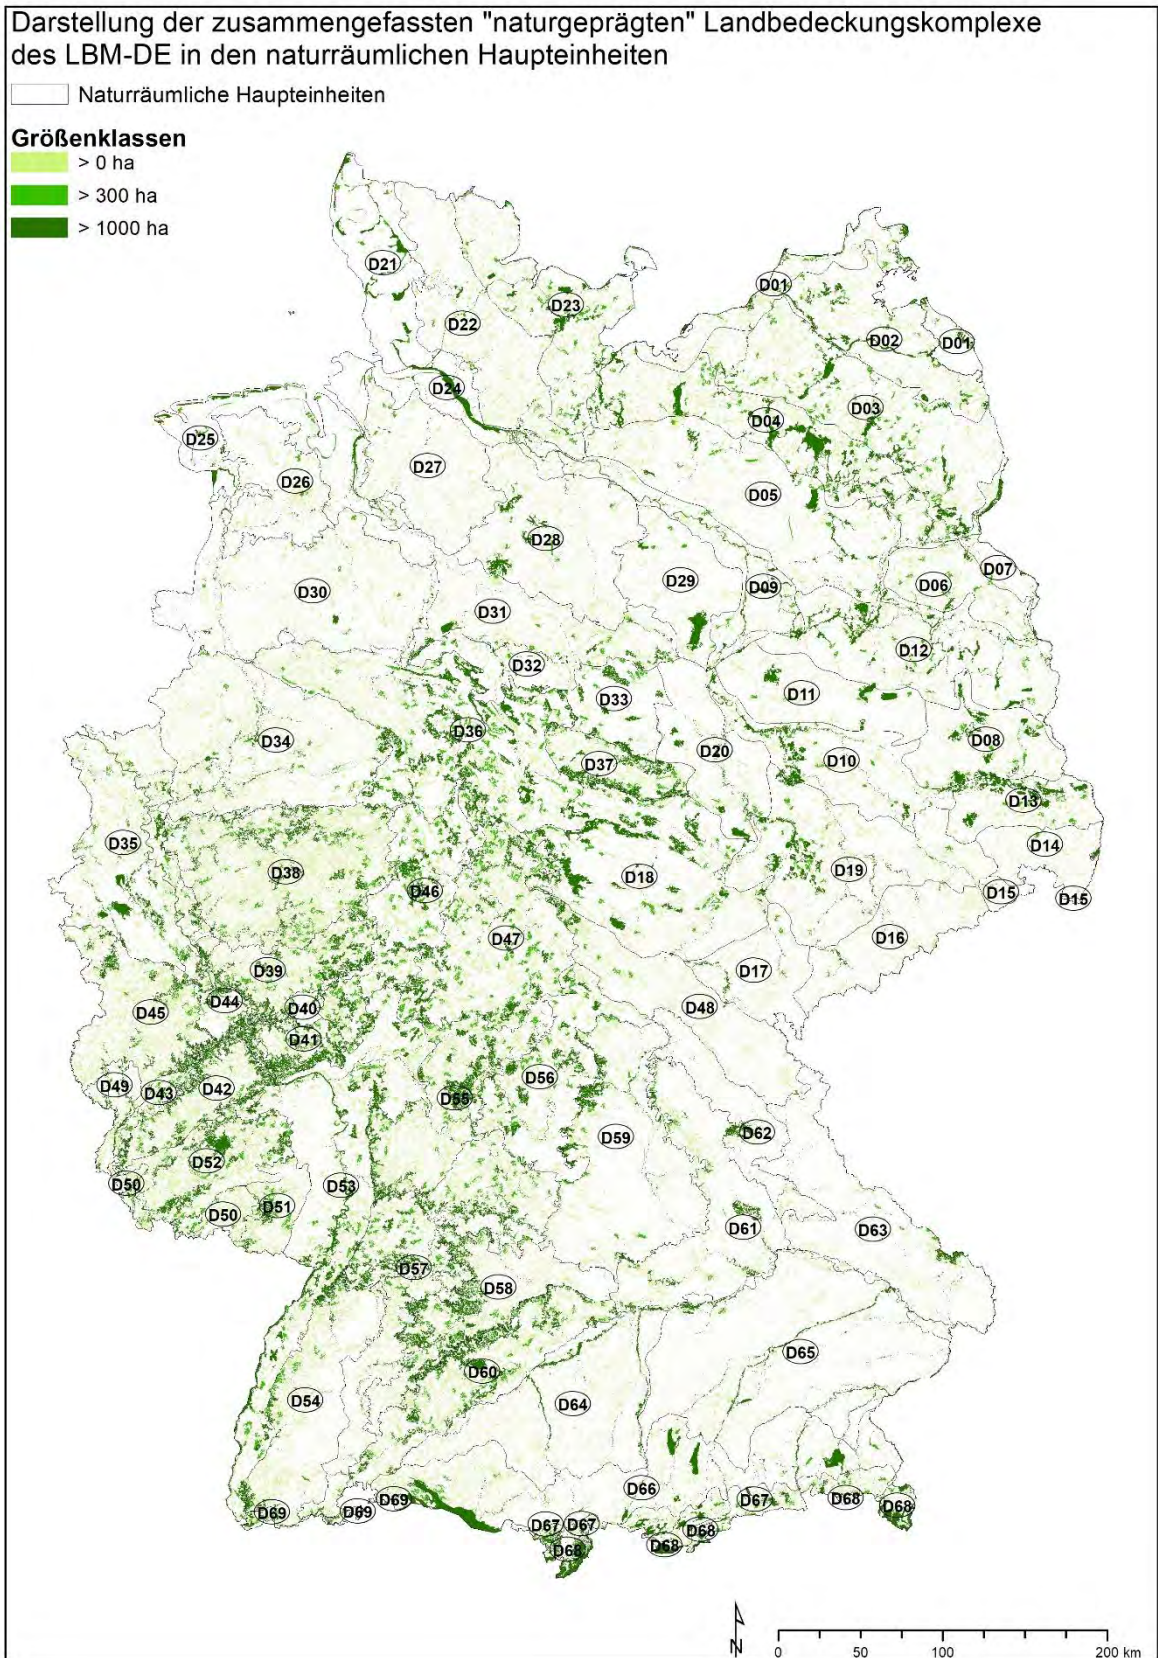 Darstellung der zusammengefassten "naturgeprägten" Landbedeckungskomplexe
des LBM-DE in den naturräumlichen Haupteinheiten
Naturräumliche Haupteinheiten
Größenklassen
> 0 ha
> 300 ha
> 1000 ha
D21
D01
D23
D22
D02
D01
D24
D03
D04
D25
D27
D26
D05
D28
D07
D29
D09
D06
D30
D31
D12
D32
D11
D33
D36
D34
D08
D20
D37
D10
D13
D35
D14
D38
D18
D19
D46
D15
D15
D47
D16
D39
D17
D44
D40
D48
D45
D41
D56
D49
D43
D42
D55
D62
D59
D52
D50
D53
D51
D50
D61
D63
D57
D58
D65
D60
D54
D64
D66
D69
D67
D68
D68
D69
D69
D67
D67
D68
D68
D68
N
0 50 100 200 km